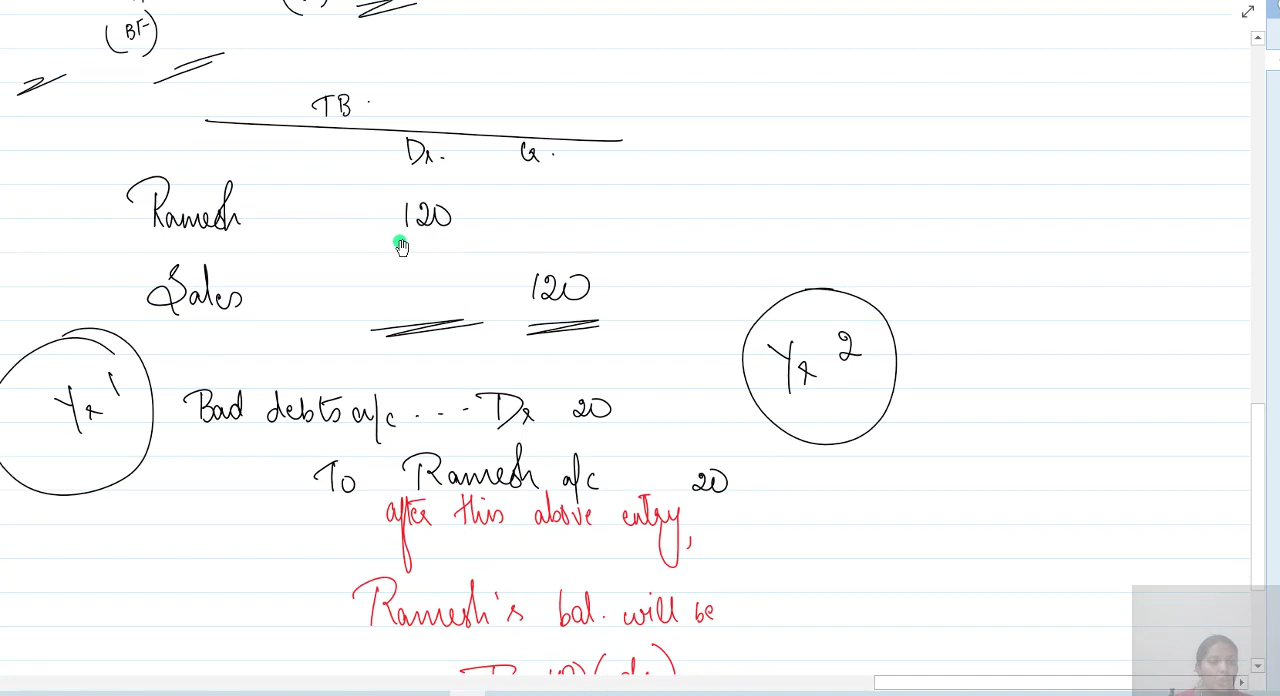 (BF)
TB.
Dr. Cr.
Ramesh 120
Sales 120
Yr 1
Yr 2
Bad debts a/c .... Dr 20
To Ramesh a/c 20
after this above entry,
Ramesh's bal. will be